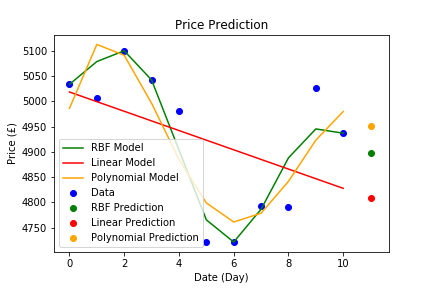 Price Prediction
Price (£)
5100
5050
5000
4950
4900
4850
4800
4750
RBF Model
Linear Model
Polynomial Model
Data
RBF Prediction
Linear Prediction
Polynomial Prediction
0 2 4 6 8 10
Date (Day)